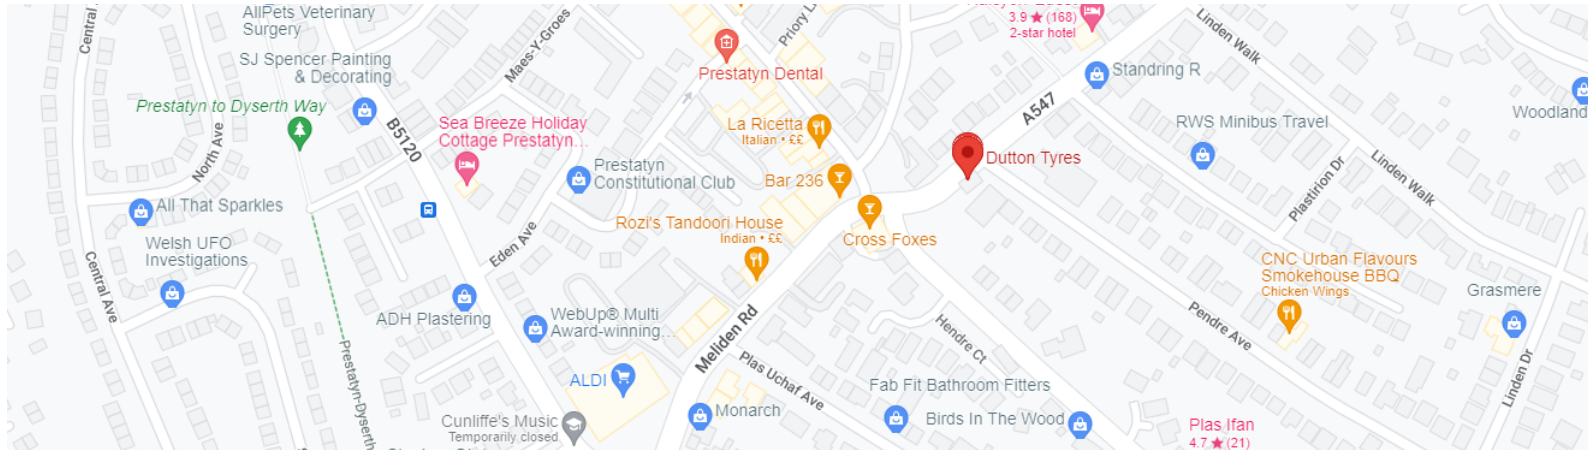 Central
AllPets Veterinary
Surgery
SJ Spencer Painting
& Decorating
Prestatyn to Dyserth Way
B5120
North Ave
All That Sparkles
Welsh UFO
Investigations
Central Ave
ADH Plastering
Prestatyn-Dyserth
Maes-Y-Groes
Sea Breeze Holiday
Cottage Prestatyn...
Eden Ave
Prestatyn
Constitutional Club
WebUp® Multi
Award-winning...
ALDI
Cunliffe's Music
Temporarily closed
Prestatyn Dental
Priory
La Ricetta
Italian • ££
Bar 236
Rozi's Tandoori House
Indian • ££
Cross Foxes
Meliden Rd
Plas Uchaf Ave
Monarch
3.9 ★ (168)
2-star hotel
Standring R
A547
Dutton Tyres
Hendre Ct
Fab Fit Bathroom Fitters
Birds In The Wood
Linden Walk
RWS Minibus Travel
Plastirion Dr
Linden Walk
Woodland
CNC Urban Flavours
Smokehouse BBQ
Chicken Wings
Pendre Ave
Grasmere
Linden Dr
Plas Ifan
4.7 ★ (21)